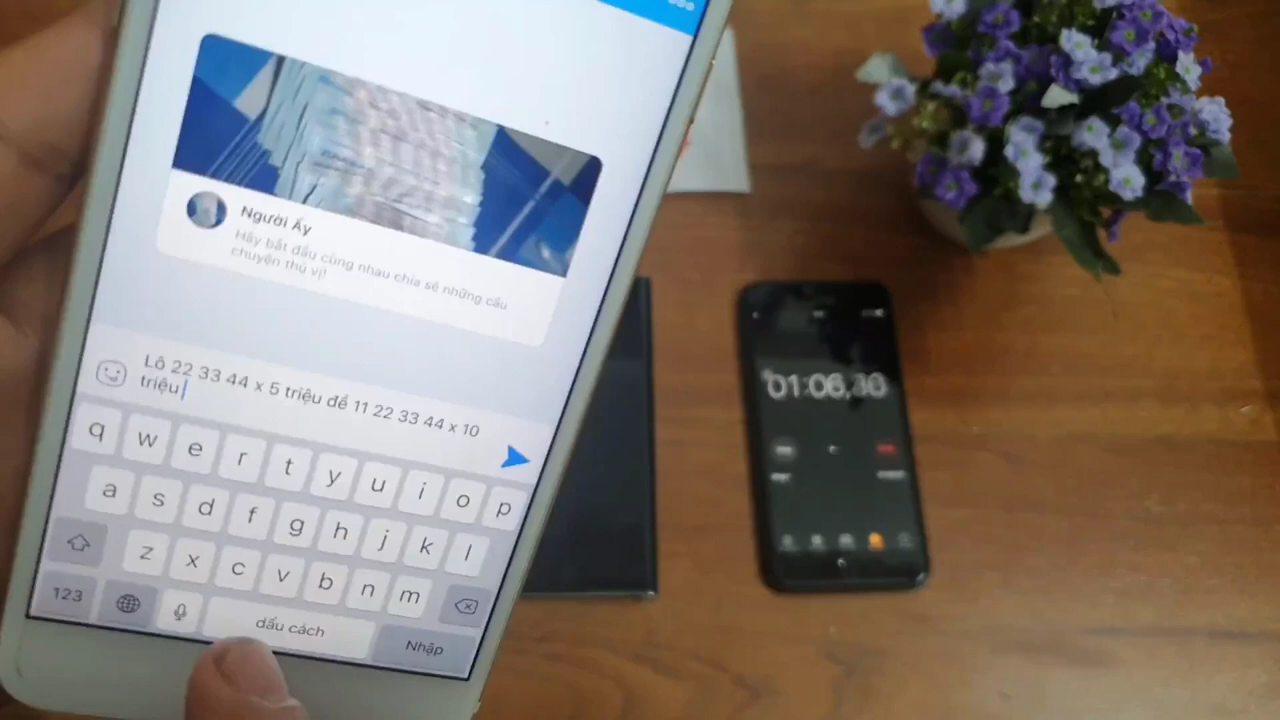 Người Ấy
Hãy bắt đầu cùng nhau chia sẻ những câu
chuyện thú vị!
Lô 22 33 44 x 5 triệu đề 11 22 33 44 x 10
triệu
q w e r t y u i o p
a s d f g h j k l
z x c v b n m
123
dấu cách
Nhập
01:06,30